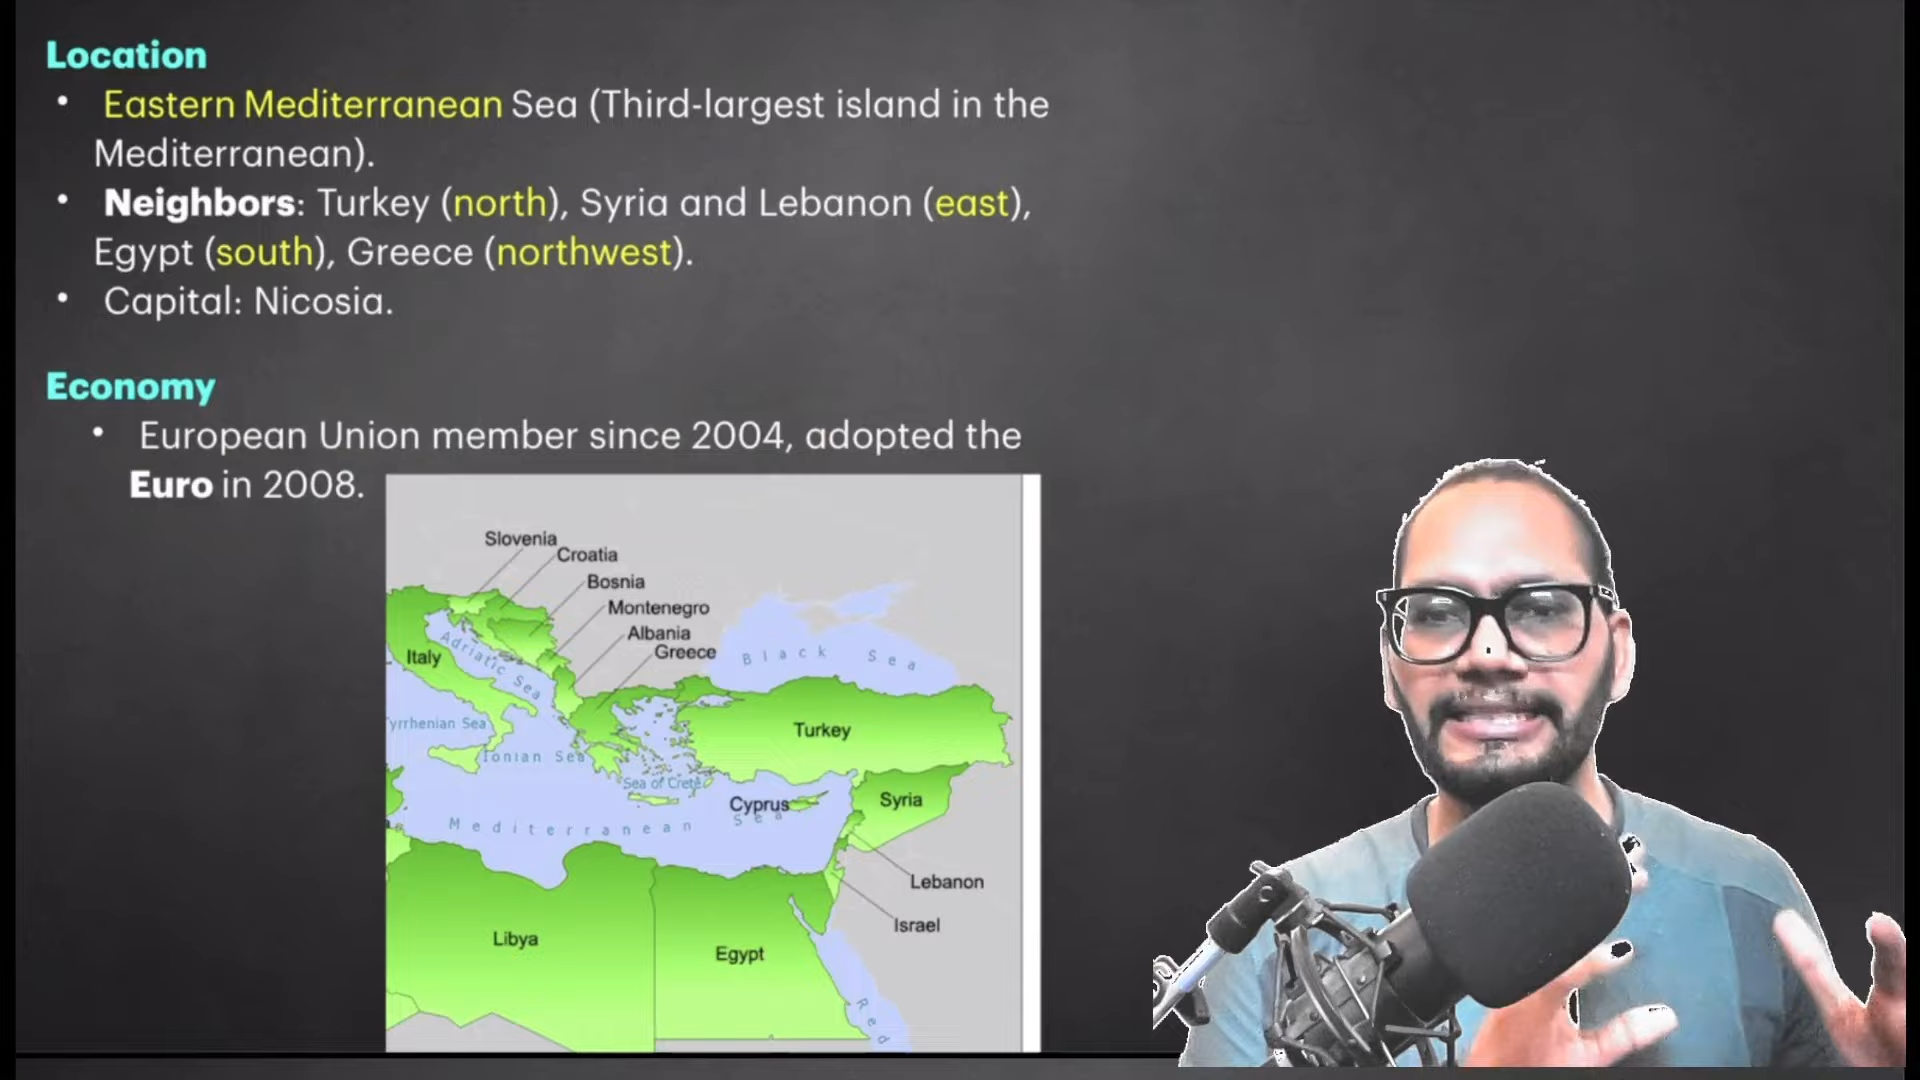 Location
• Eastern Mediterranean Sea (Third-largest island in the
Mediterranean).
• Neighbors: Turkey (north), Syria and Lebanon (east),
Egypt (south), Greece (northwest).
• Capital: Nicosia.
Economy
• European Union member since 2004, adopted the
Euro in 2008.
Slovenia
Croatia
Bosnia
Montenegro
Albania
Greece
Italy
Adriatic Sea
Black Sea
yrrhenian Sea
Turkey
Ionian Sea
Sea of Crete
Cyprus
Syria
Mediterranean Sea
Lebanon
Israel
Libya
Egypt
Red